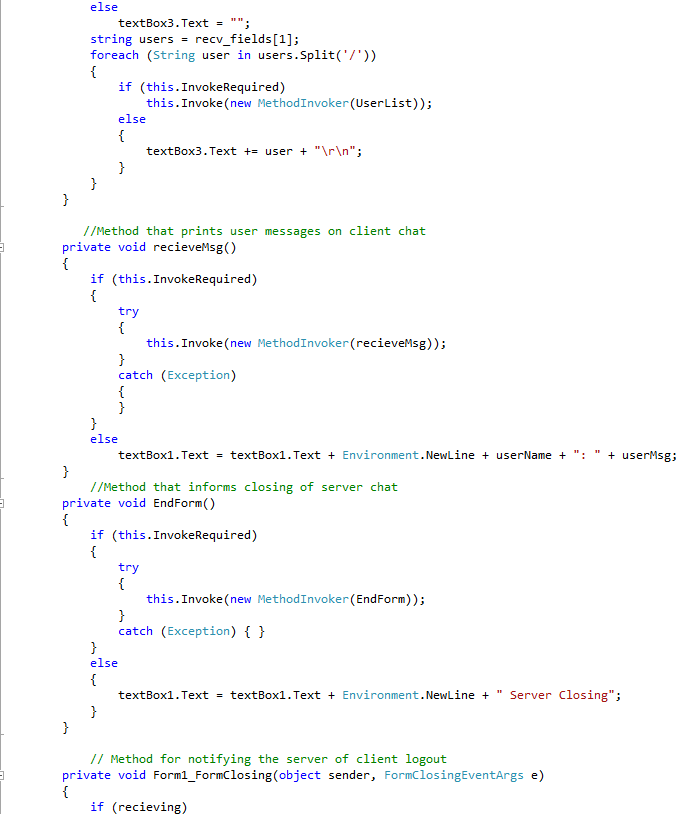 else
textBox3.Text = "";
string users = recv_fields[1];
foreach (String user in users.Split('/'))
{
if (this.InvokeRequired)
this.Invoke(new MethodInvoker(UserList));
else
{
textBox3.Text += user + "\r\n";
}
}
}
//Method that prints user messages on client chat
private void recieveMsg()
{
if (this.InvokeRequired)
{
try
{
this.Invoke(new MethodInvoker(recieveMsg));
}
catch (Exception)
{
}
}
else
textBox1.Text = textBox1.Text + Environment.NewLine + userName + ": " + userMsg;
}
//Method that informs closing of server chat
private void EndForm()
{
if (this.InvokeRequired)
{
try
{
this.Invoke(new MethodInvoker(EndForm));
}
catch (Exception) { }
}
else
{
textBox1.Text = textBox1.Text + Environment.NewLine + " Server Closing";
}
}
// Method for notifying the server of client logout
private void Form1_FormClosing(object sender, FormClosingEventArgs e)
{
if (recieving)